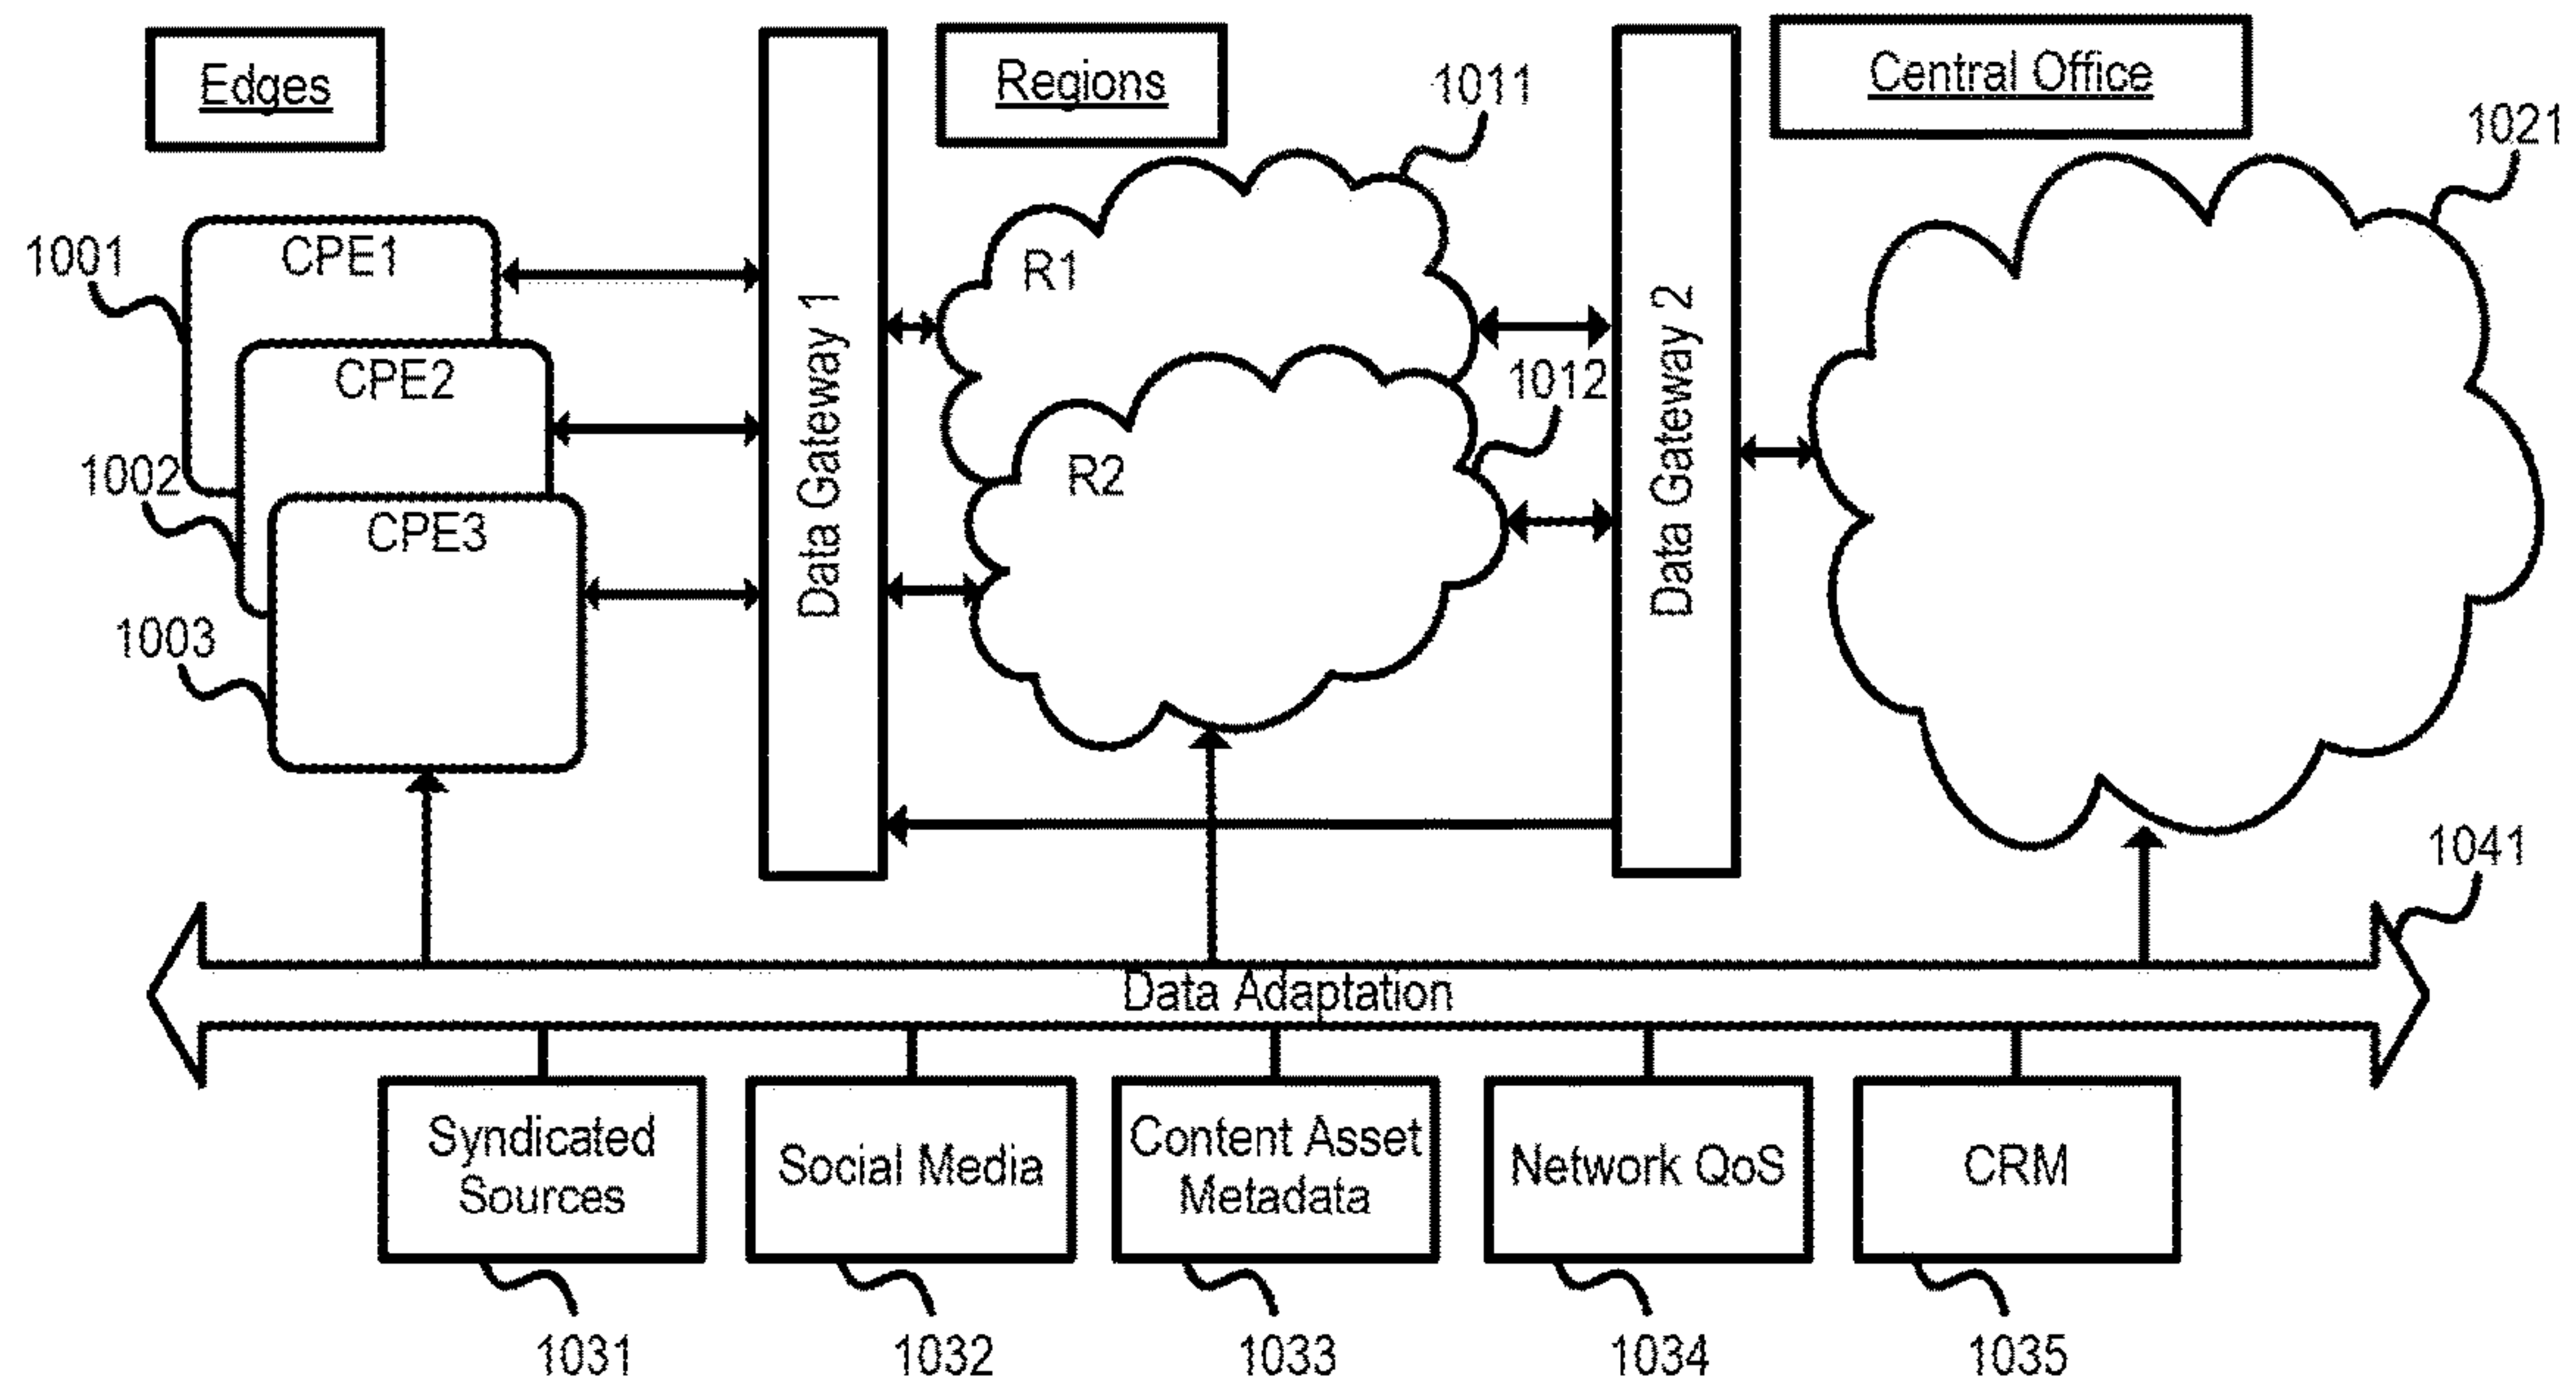 Edges
Regions
Central Office
1011
1021
1001
CPE1
R1
CPE2
1012
1002
R2
CPE3
1003
Data Gateway 1
Data Gateway 2
1041
Data Adaptation
Syndicated
Sources
Social Media
Content Asset
Metadata
Network QoS
CRM
1031
1032
1033
1034
1035